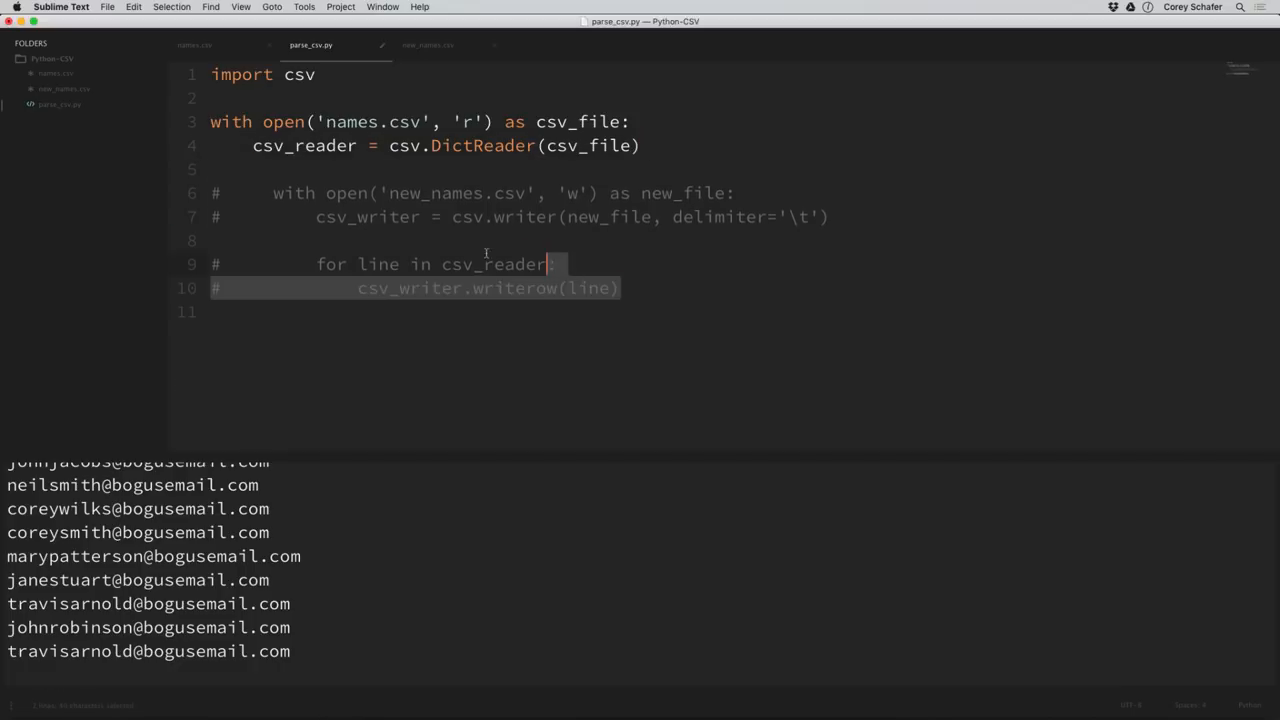 Sublime Text File Edit Selection Find View Goto Tools Project Window Help Corey Schafer
parse_csv.py — Python-CSV
FOLDERS
Python-CSV
names.csv
new_names.csv
parse_csv.py
names.csv parse_csv.py new_names.csv
1 import csv
2
3 with open('names.csv', 'r') as csv_file:
4 csv_reader = csv.DictReader(csv_file)
5
6 # with open('new_names.csv', 'w') as new_file:
7 # csv_writer = csv.writer(new_file, delimiter='\t')
8
9 # for line in csv_reader:
10 # csv_writer.writerow(line)
11
johnjacobs@bogusemail.com
neilsmith@bogusemail.com
coreywilks@bogusemail.com
coreysmith@bogusemail.com
marypatterson@bogusemail.com
janestuart@bogusemail.com
travisarnold@bogusemail.com
johnrobinson@bogusemail.com
travisarnold@bogusemail.com
UTF-8 Spaces: 4 Python